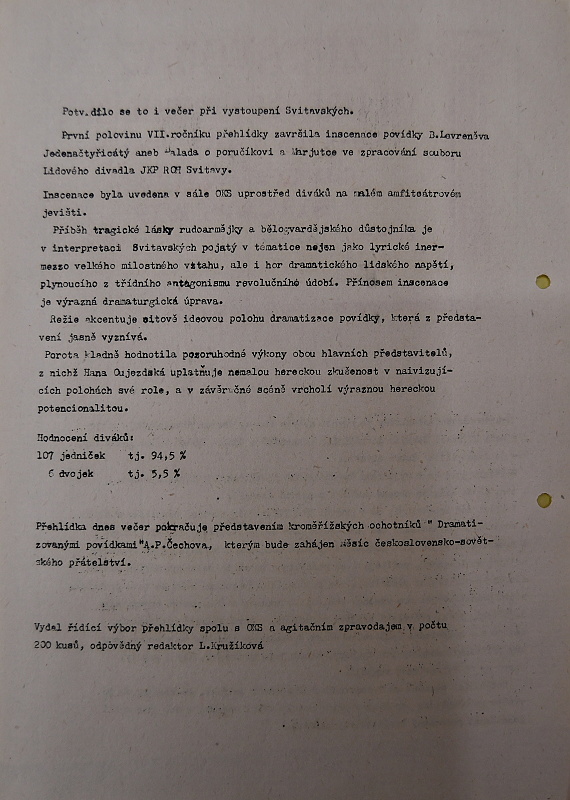 Potv.dilo se to i večer při vystoupení Svitavských.
První polovinu VII.ročníku přehlídky završila inscenace povídky B.Lavreněva
Jedenačtyřicátý aneb Balada o poručíkovi a Marjutce ve zpracování souboru
Lidového divadla JKP ROH Svitavy.
Inscenace byla uvedena v sále OKS uprostřed diváků na malém amfiteátrovém
jevišti.
Příběh tragické lásky rudoarmějky a bělogvardějského důstojníka je
v interpretaci Svitavských pojatý v tématice nejen jako lyrické iner-
mezzo velkého milostného vztahu, ale i hor dramatického lidského napětí,
plynoucího z třídního antagonismu revolučního údobí. Přínosem inscenace
je výrazná dramaturgická úprava.
Režie akcentuje citově ideovou polohu dramatizace povídky, která z předsta-
vení jasně vyznívá.
Porota kladně hodnotila pozoruhodné výkony obou hlavních představitelů,
z nichž Hana Oujezdská uplatňuje nemalou hereckou zkušenost v naivizují-
cích polohách své role, a v závěrečné scéně vrcholí výraznou hereckou
potencionalitou.
Hodnocení diváků:
107 jedniček tj. 94,5 %
6 dvojek tj. 5,5 %
Přehlídka dnes večer pokračuje představením kroměřížských ochotníků " Dramati-
zovanými povídkami"A.P.Čechova, kterým bude zahájen měsíc československo-sovět-
ského přátelství.
Vydal řídící výbor přehlídky spolu s OKS a agitačním zpravodajem v počtu
200 kusů, odpovědný redaktor L.Kružíková